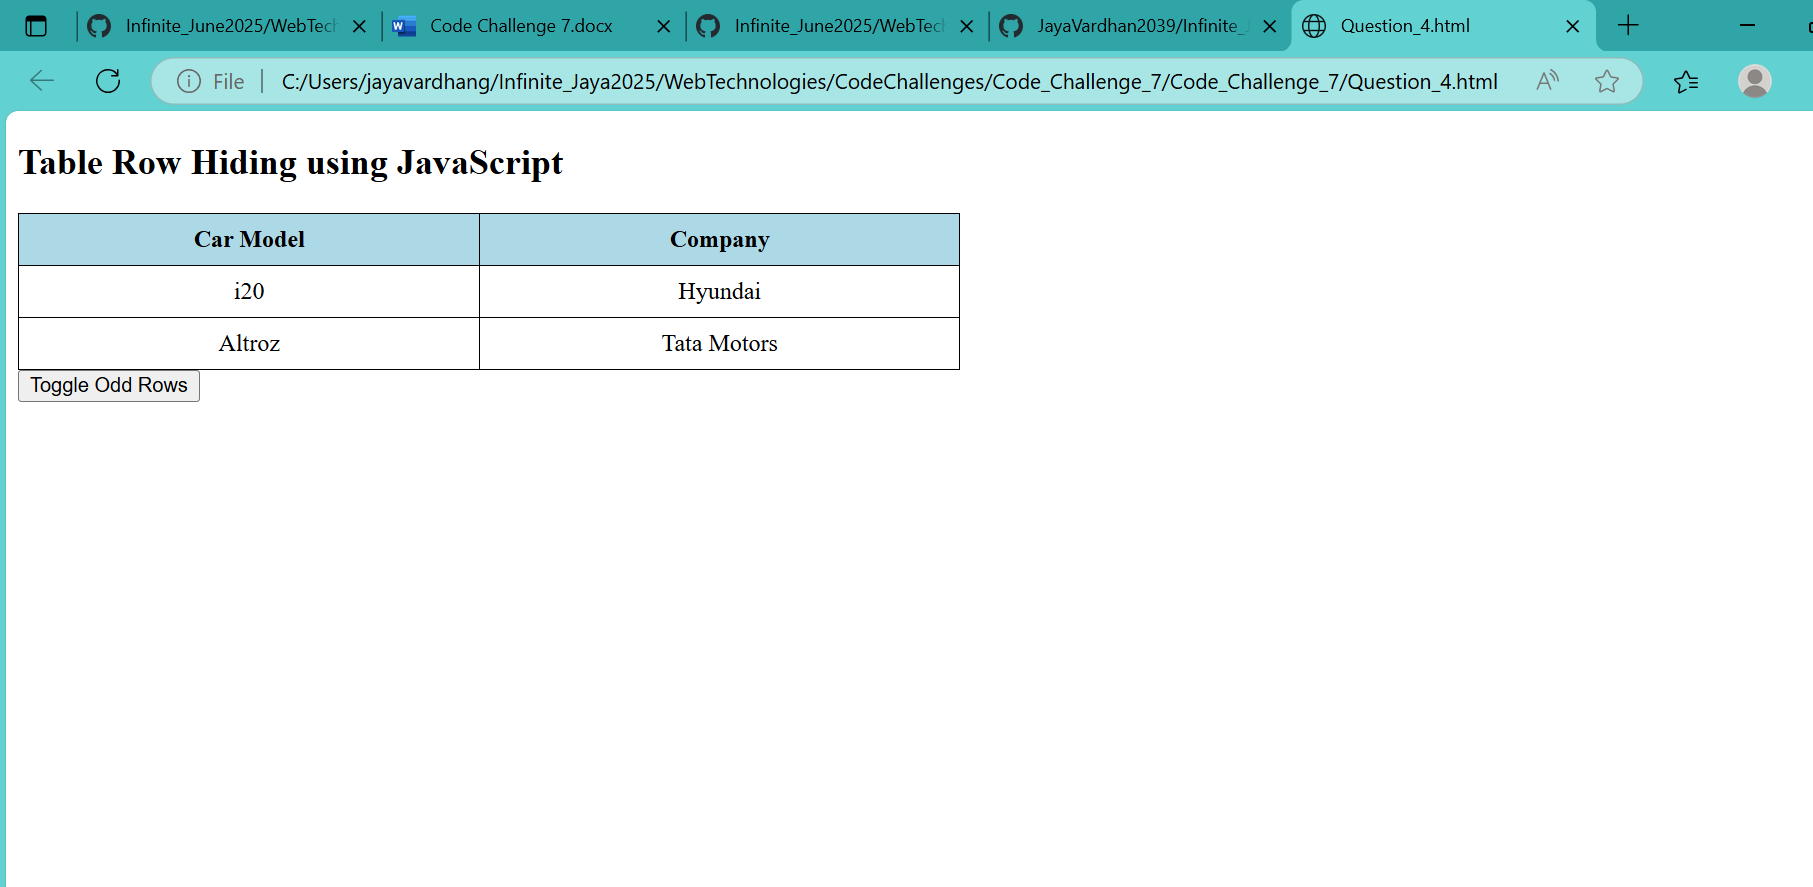 Infinite_June2025/WebTech
Code Challenge 7.docx
Infinite_June2025/WebTec
JayaVardhan2039/Infinite_
Question_4.html
File
C:/Users/jayavardhang/Infinite_Jaya2025/WebTechnologies/CodeChallenges/Code_Challenge_7/Code_Challenge_7/Question_4.html
Table Row Hiding using JavaScript
Car Model Company
i20 Hyundai
Altroz Tata Motors
Toggle Odd Rows